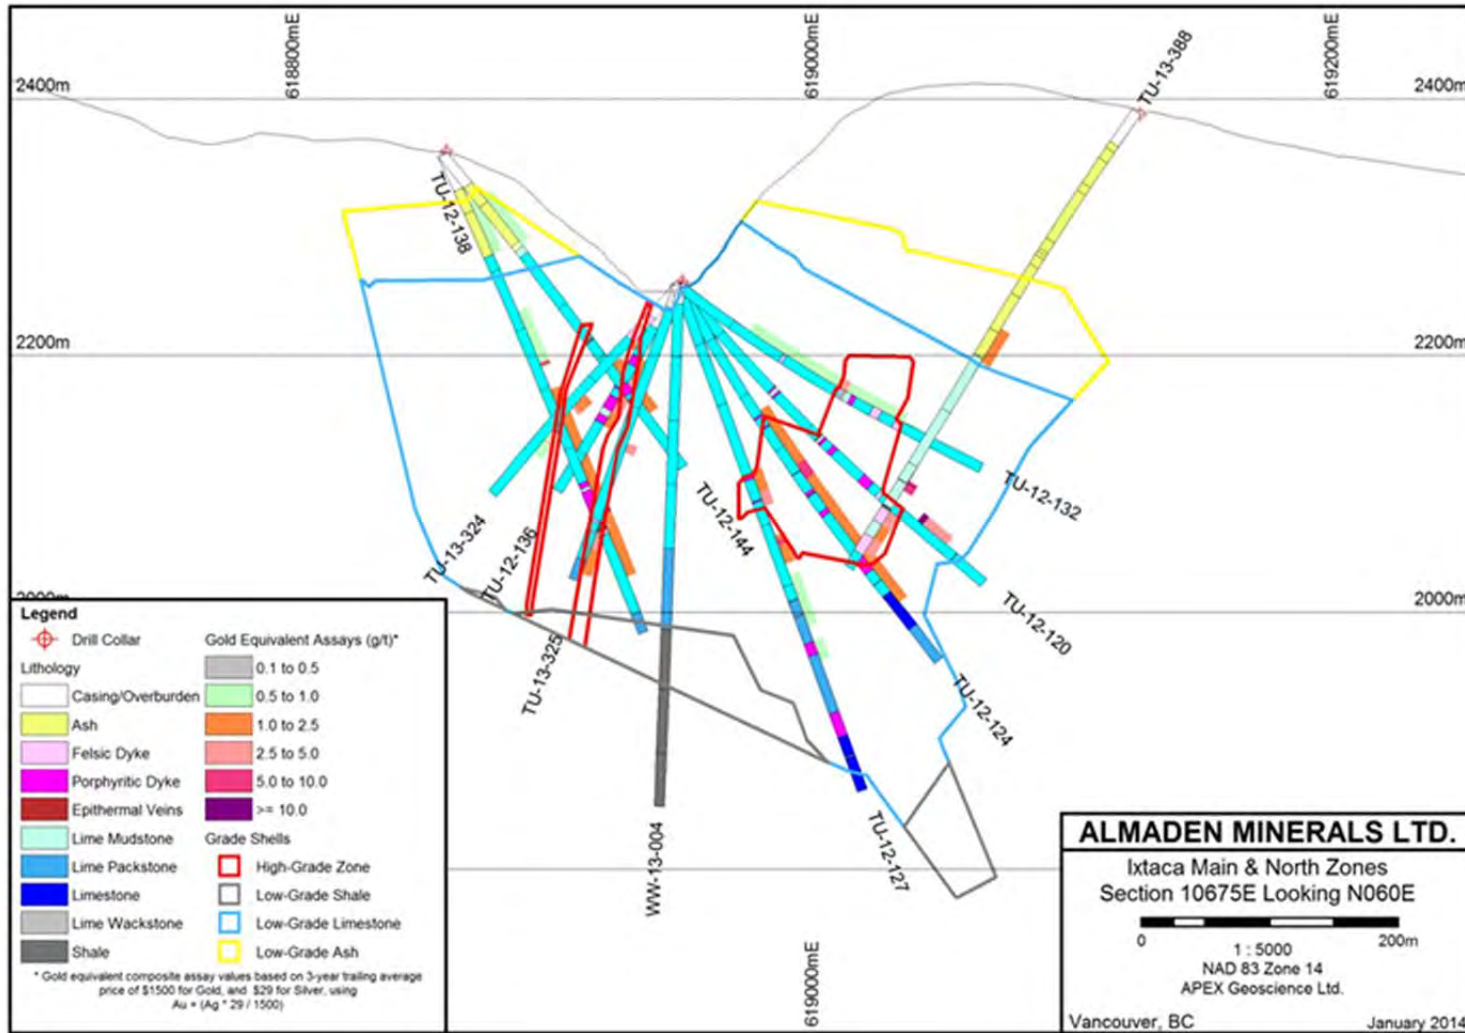 618800mE
619000mE
619200mE
2400m
2400m
TU-13-388
TU-12-138
2200m
2200m
TU-12-132
TU-12-144
TU-13-324
TU-12-136
2000m
2000m
TU-12-120
TU-13-325
TU-12-124
TU-12-127
WW-13-004
619000mE
Legend
Drill Collar
Lithology
Casing/Overburden
Ash
Felsic Dyke
Porphyritic Dyke
Epithermal Veins
Lime Mudstone
Lime Packstone
Limestone
Lime Wackstone
Shale
Gold Equivalent Assays (g/t)*
0.1 to 0.5
0.5 to 1.0
1.0 to 2.5
2.5 to 5.0
5.0 to 10.0
>= 10.0
Grade Shells
High-Grade Zone
Low-Grade Shale
Low-Grade Limestone
Low-Grade Ash
* Gold equivalent composite assay values based on 3-year trailing average
price of $1500 for Gold, and $29 for Silver, using
Au + (Ag * 29 / 1500)
ALMADEN MINERALS LTD.
Ixtaca Main & North Zones
Section 10675E Looking N060E
0
200m
1 : 5000
NAD 83 Zone 14
APEX Geoscience Ltd.
Vancouver, BC
January 2014